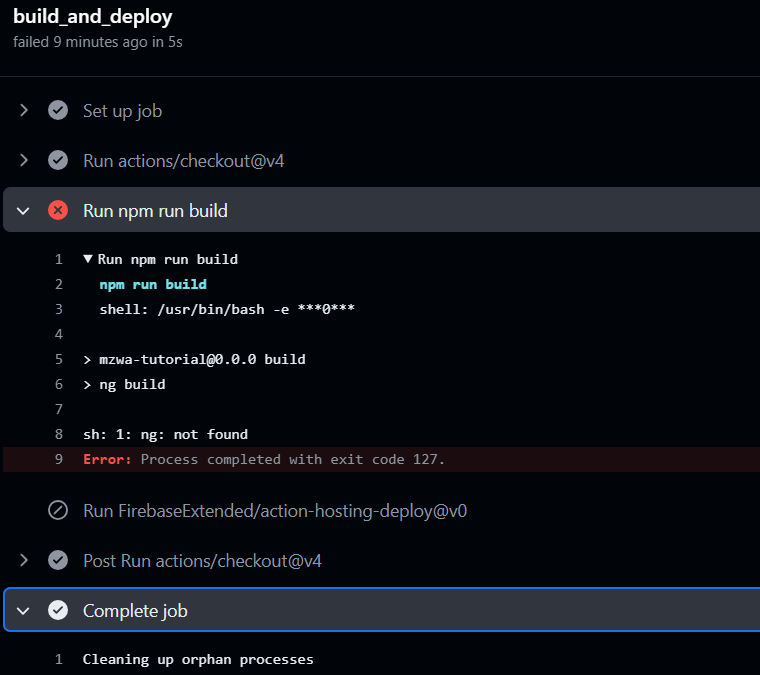 build_and_deploy
failed 9 minutes ago in 5s
Set up job
Run actions/checkout@v4
Run npm run build
1 ▼ Run npm run build
2 npm run build
3 shell: /usr/bin/bash -e ***0***
4
5 > mzwa-tutorial@0.0.0 build
6 > ng build
7
8 sh: 1: ng: not found
9 Error: Process completed with exit code 127.
Run FirebaseExtended/action-hosting-deploy@v0
Post Run actions/checkout@v4
Complete job
1 Cleaning up orphan processes